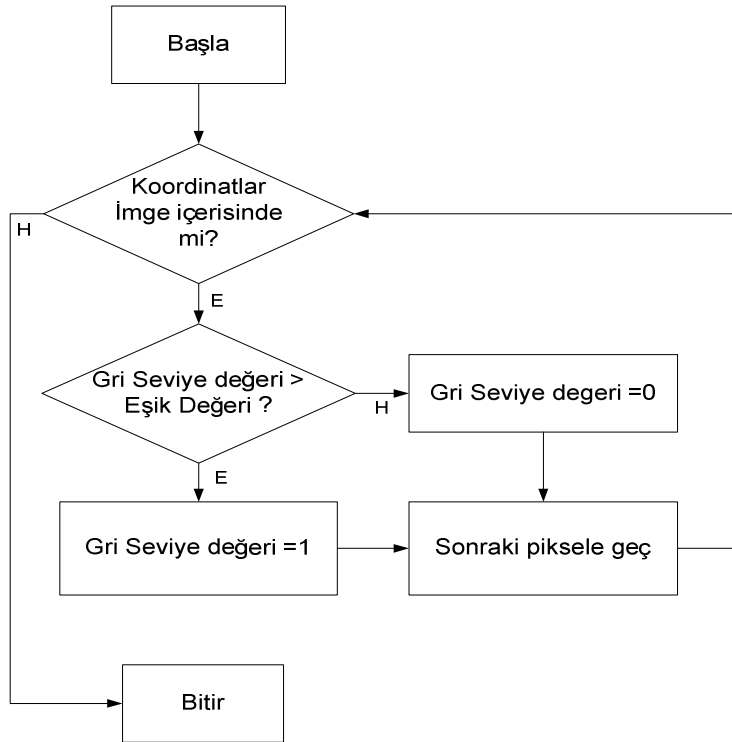 Başla
Koordinatlar
İmge içerisinde
mi?
H
E
Gri Seviye değeri >
Eşik Değeri ?
H
Gri Seviye degeri =0
E
Gri Seviye değeri =1
Sonraki piksele geç
Bitir